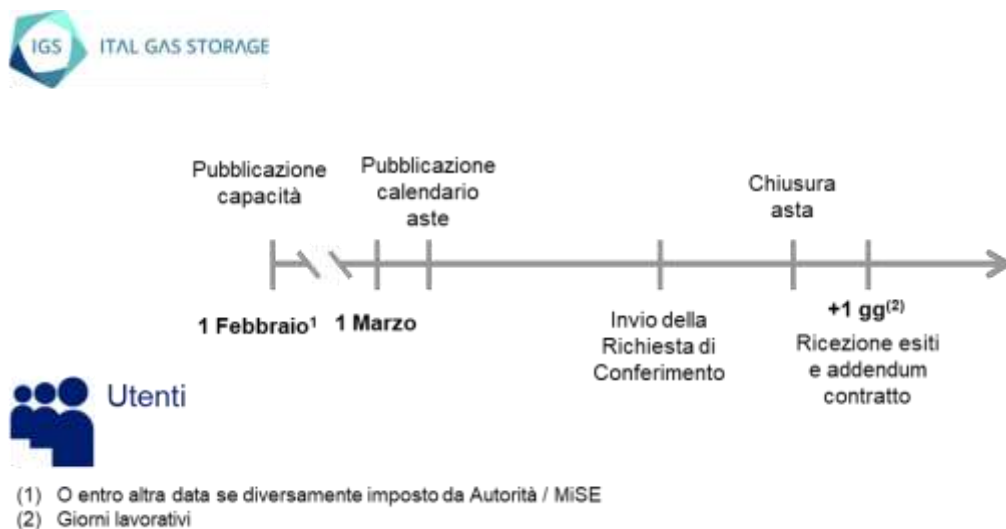 IGS ITAL GAS STORAGE
Pubblicazione
capacità
Pubblicazione
calendario
aste
Chiusura
asta
1 Febbraio¹
1 Marzo
Invio della
Richiesta di
Conferimento
+1 gg⁽²⁾
Ricezione esiti
e addendum
contratto
Utenti
(1) O entro altra data se diversamente imposto da Autorità / MiSE
(2) Giorni lavorativi